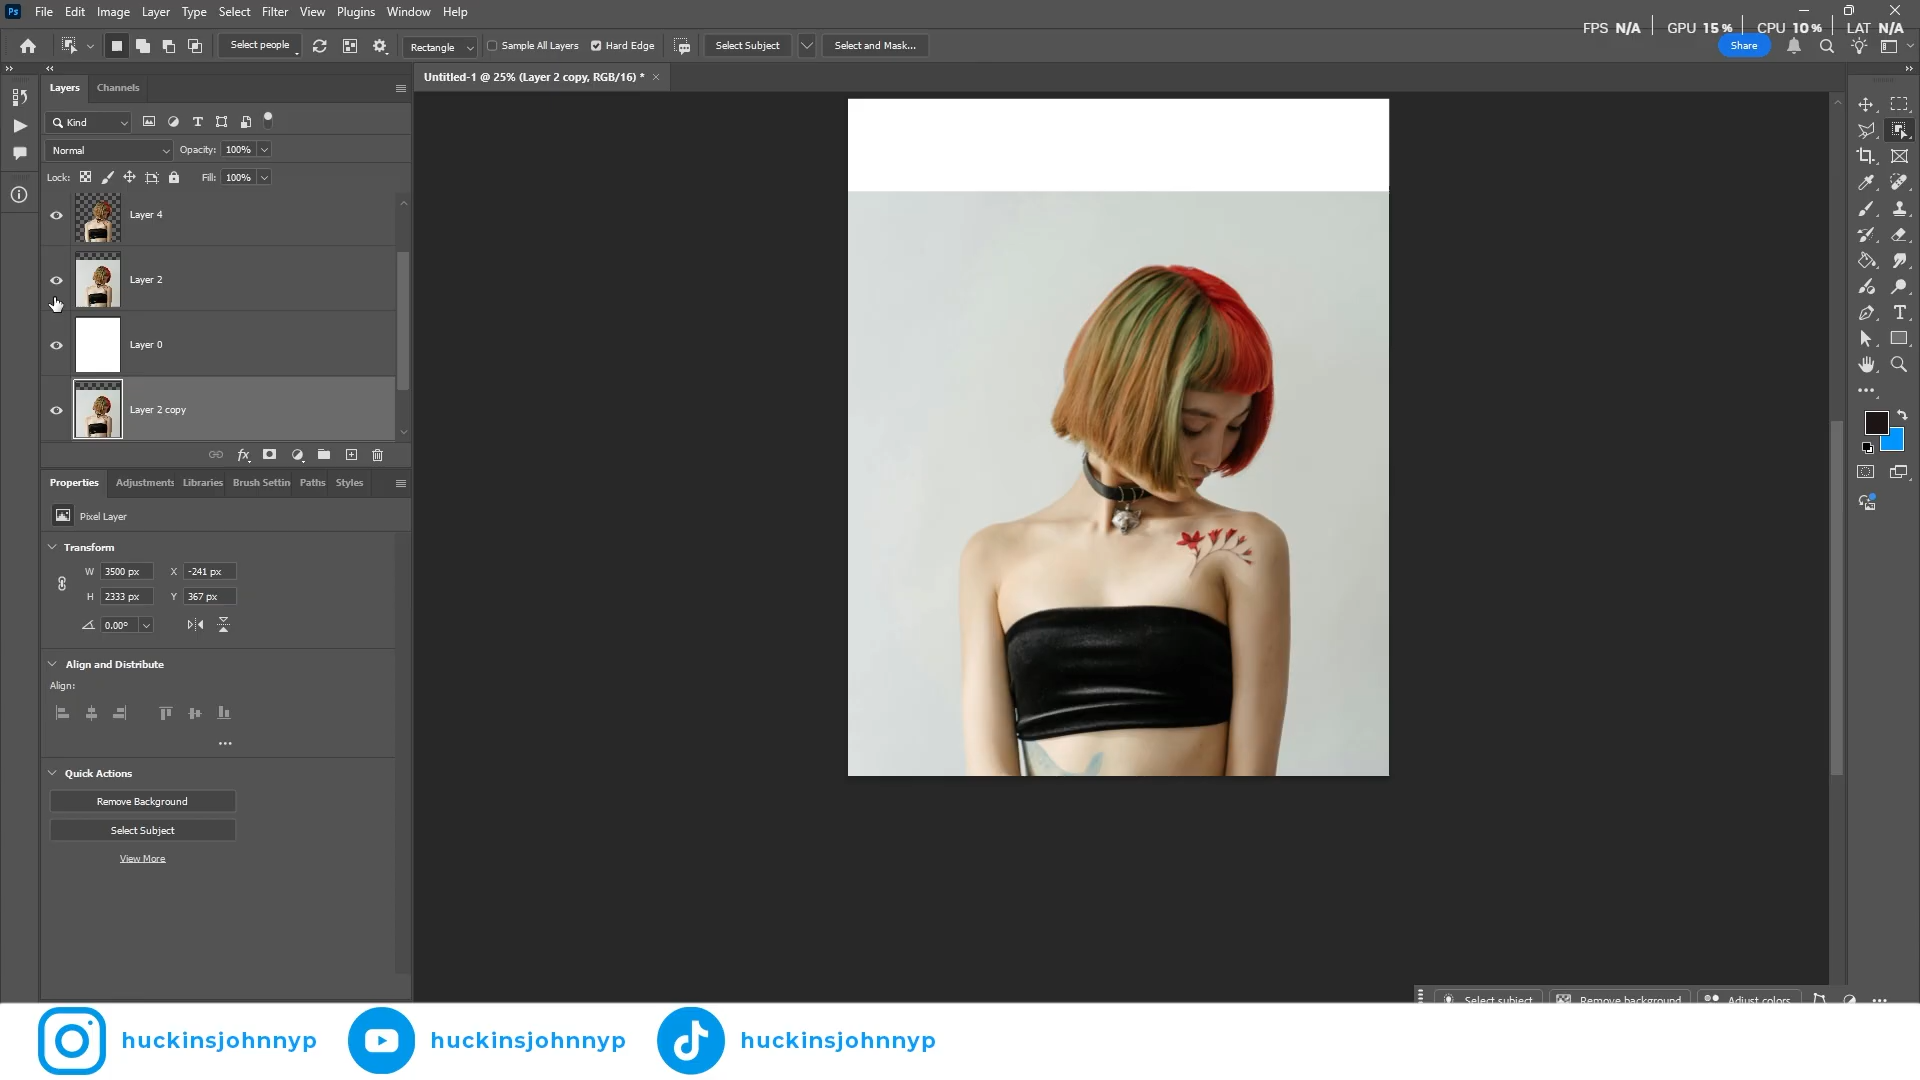 Ps File Edit Image Layer Type Select Filter View Plugins Window Help
FPS N/A GPU 15 % CPU 10 % LAT N/A
Select people Rectangle Sample All Layers Hard Edge Select Subject Select and Mask... Share
Layers Channels
Untitled-1 @ 25% (Layer 2 copy, RGB/16) *
Kind
Normal Opacity: 100%
Lock: Fill: 100%
Layer 4
Layer 2
Layer 0
Layer 2 copy
fx
Properties Adjustments Libraries Brush Settin Paths Styles
Pixel Layer
Transform
W 3500 px X -241 px
H 2333 px Y 367 px
0.00°
Align and Distribute
Align:
Quick Actions
Remove Background
Select Subject
View More
Select subject Remove background Adjust colors
huckinsjohnnyp huckinsjohnnyp huckinsjohnnyp